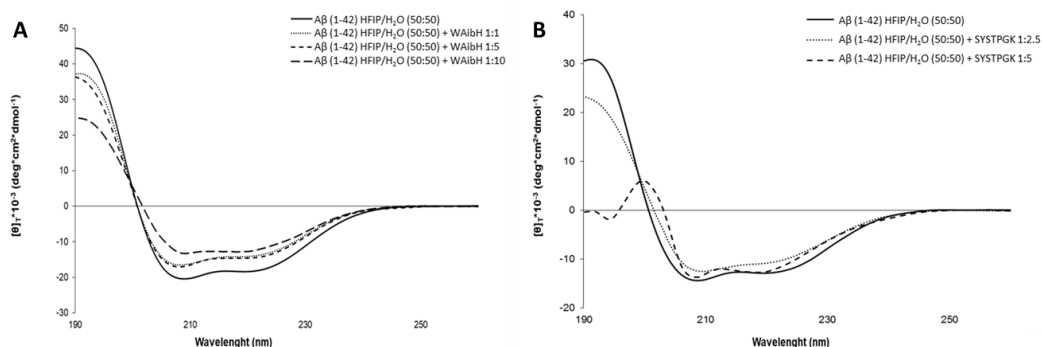 A
Aβ (1-42) HFIP/H₂O (50:50)
Aβ (1-42) HFIP/H₂O (50:50) + WAibH 1:1
Aβ (1-42) HFIP/H₂O (50:50) + WAibH 1:5
Aβ (1-42) HFIP/H₂O (50:50) + WAibH 1:10
50
40
30
20
10
0
-10
-20
-30
190
210
230
250
[θ]T*10⁻³ (deg*cm²*dmol⁻¹)
Wavelenght (nm)
B
Aβ (1-42) HFIP/H₂O (50:50)
Aβ (1-42) HFIP/H₂O (50:50) + SYSTPGK 1:2.5
Aβ (1-42) HFIP/H₂O (50:50) + SYSTPGK 1:5
40
30
20
10
0
-10
-20
190
210
230
250
[θ]T*10⁻³ (deg*cm²*dmol⁻¹)
Wavelenght (nm)